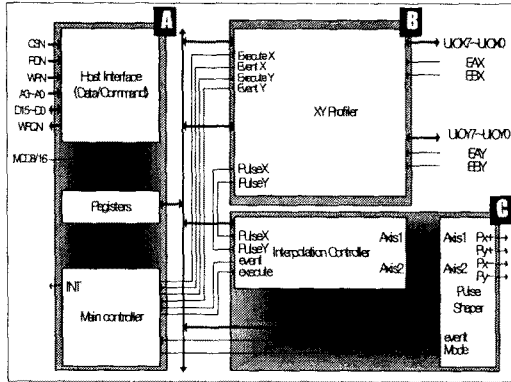 A
B
C
CSN
RDN
WRN
A3~A0
D15~D0
WRQN
MOD8/16
INT
Host Interface
(Data/Command)
Registers
Main controller
Execute X
Event X
Execute Y
Event Y
XY Profiler
PulseX
PulseY
UIOX7~UIOX0
EAX
EBX
UIOY7~UIOY0
EAY
EBY
PulseX
PulseY
event
execute
Interpolation Controller
Axis1
Axis2
Axis1
Axis2
Pulse
Shaper
event
Mode
Px+
Py+
Px-
Py-